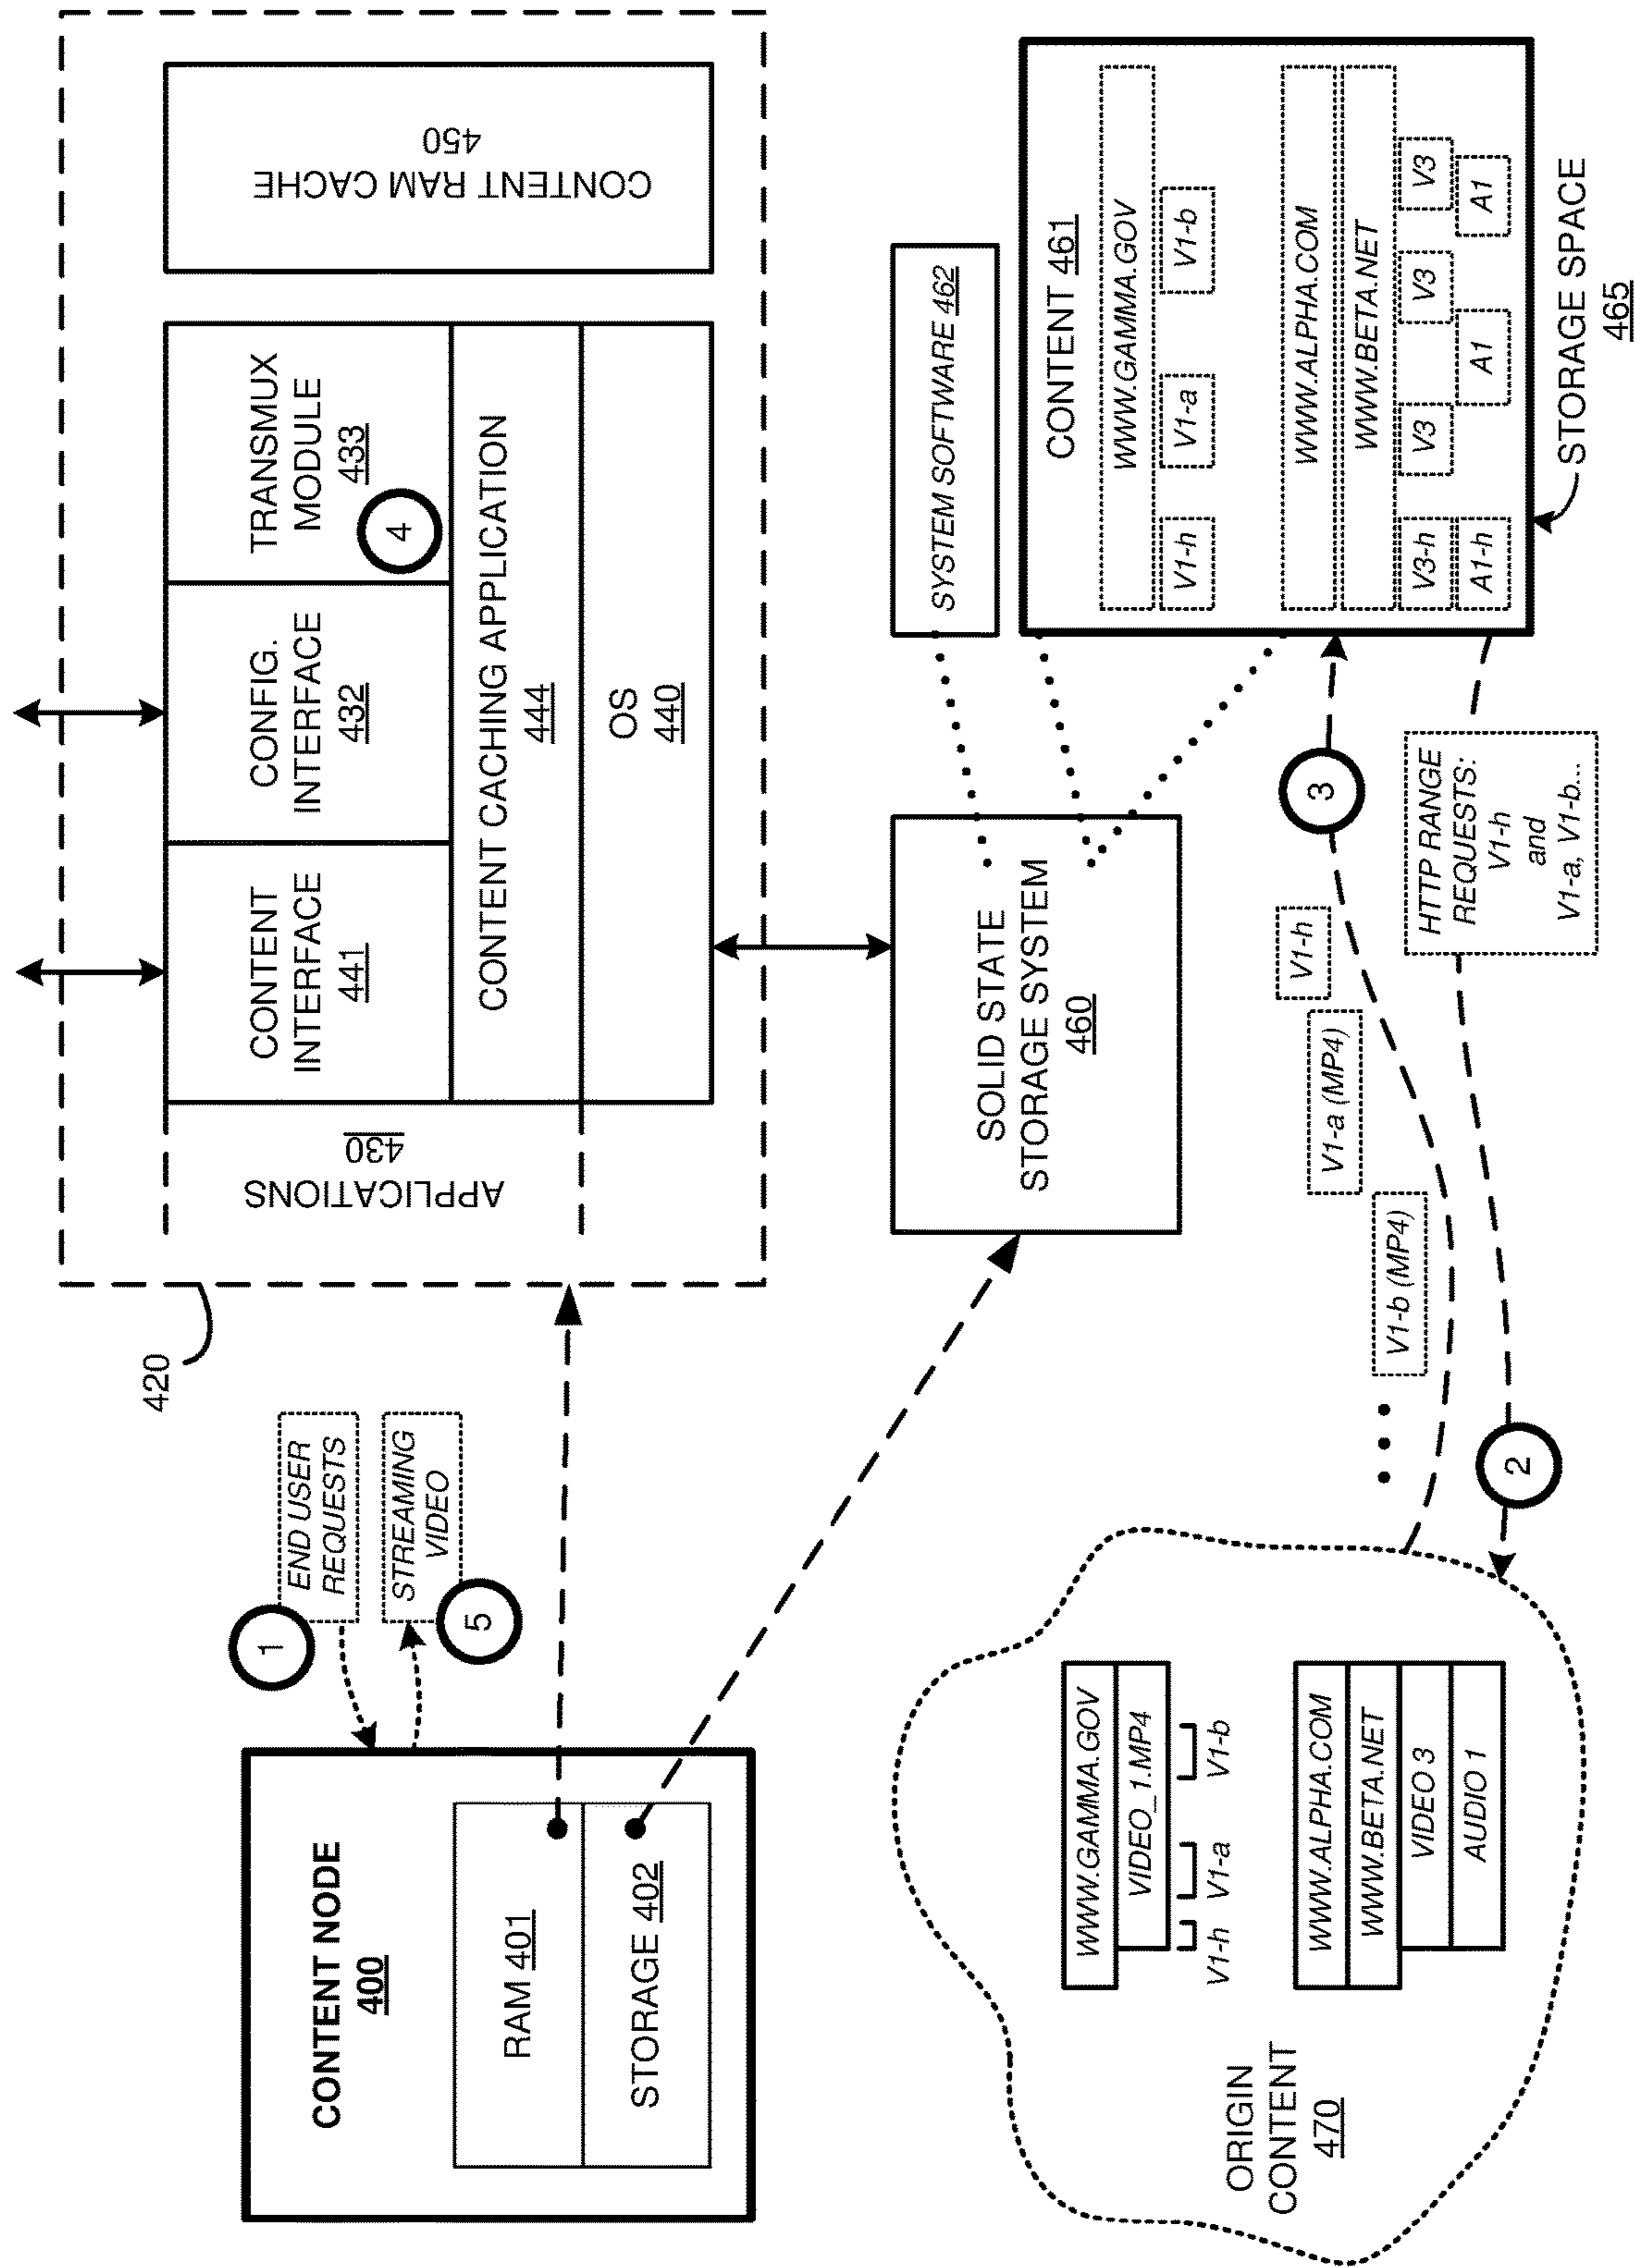 CONTENT NODE
400
RAM 401
STORAGE 402
1
END USER
REQUESTS
STREAMING
VIDEO
5
420
APPLICATIONS
430
CONTENT
INTERFACE
441
CONFIG.
INTERFACE
432
TRANSMUX
MODULE
433
4
CONTENT CACHING APPLICATION
444
OS
440
CONTENT RAM CACHE
450
SOLID STATE
STORAGE SYSTEM
460
SYSTEM SOFTWARE 462
CONTENT 461
WWW.GAMMA.GOV
V1-h
V1-a
V1-b
WWW.ALPHA.COM
WWW.BETA.NET
V3-h
V3
V3
V3
A1-h
A1
A1
STORAGE SPACE
465
ORIGIN
CONTENT
470
WWW.GAMMA.GOV
VIDEO_1.MP4
V1-h
V1-a
V1-b
WWW.ALPHA.COM
WWW.BETA.NET
VIDEO 3
AUDIO 1
2
V1-b (MP4)
V1-a (MP4)
V1-h
3
HTTP RANGE
REQUESTS:
V1-h
and
V1-a, V1-b...